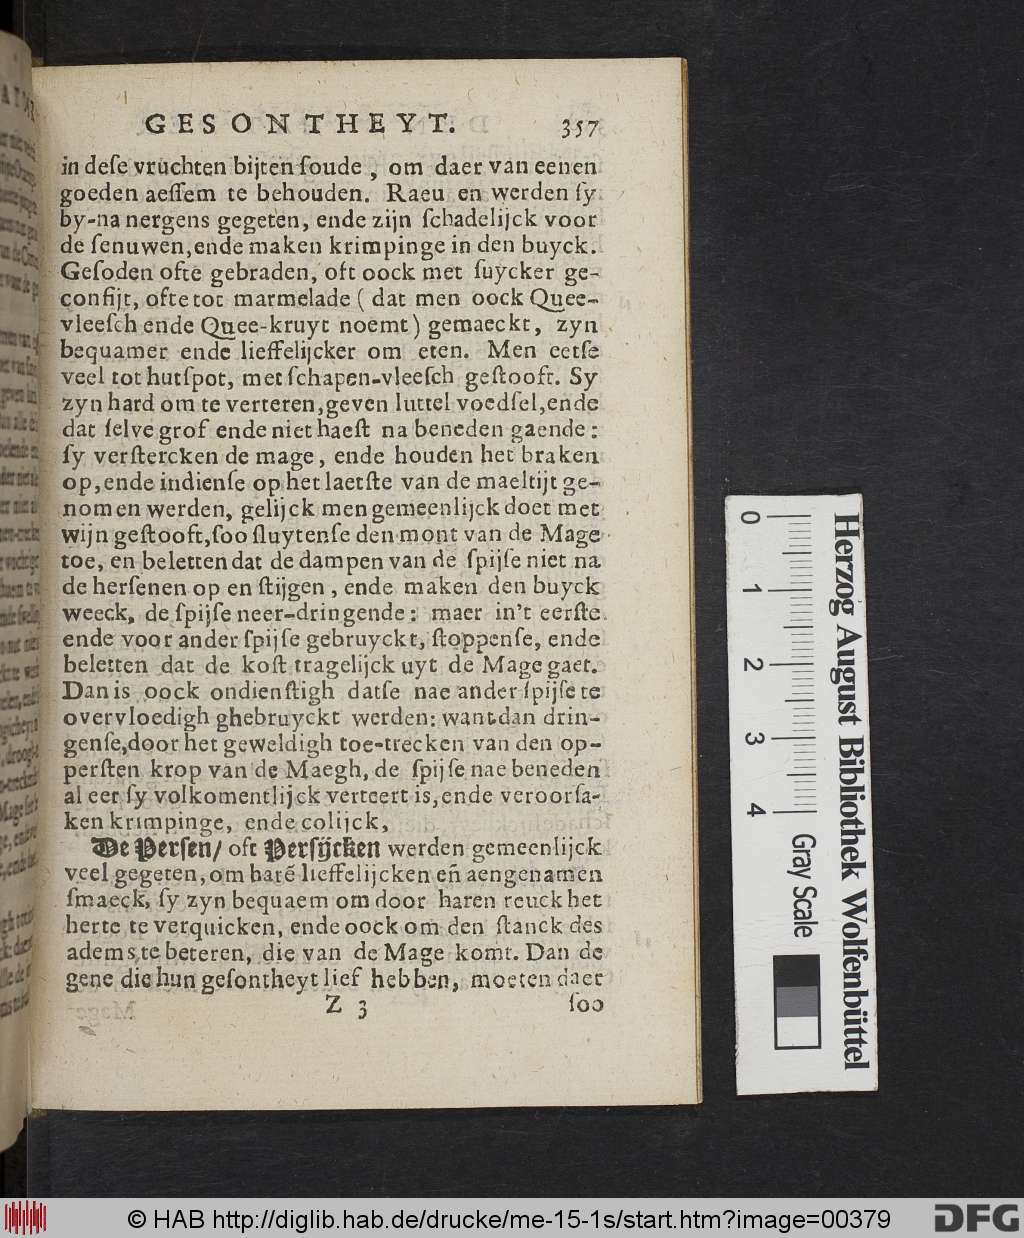 GESONTHEYT. 357
in deſe vruchten bijten ſoude, om daer van eenen
goeden aeſſem te behouden. Raeu en werden ſy
by-na nergens gegeten, ende zijn ſchadelijck voor
de ſenuwen, ende maken krimpinge in den buyck.
Geſoden ofte gebraden, oft oock met ſuycker ge-
confijt, ofte tot marmelade ( dat men oock Quee-
vleeſch ende Quee-kruyt noemt) gemaeckt, zyn
bequamer ende lieffelijcker om eten. Men eetſe
veel tot hutſpot, met ſchapen-vleeſch geſtooft. Sy
zyn hard om te verteren, geven luttel voedſel, ende
dat ſelve grof ende niet haeſt na beneden gaende:
ſy verſtercken de mage, ende houden het braken
op, ende indienſe op het laetſte van de maeltijt ge-
nomen werden, gelijck men gemeenlijck doet met
wijn geſtooft, ſoo ſluytenſe den mont van de Mage
toe, en beletten dat de dampen van de ſpijſe niet na
de herſenen op en ſtijgen, ende maken den buyck
weeck, de ſpijſe neer-dringende: maer in't eerſte
ende voor ander ſpijſe gebruyckt, ſtoppenſe, ende
beletten dat de koſt tragelijck uyt de Mage gaet.
Dan is oock ondienſtigh datſe nae ander ſpijſe te
overvloedigh ghebruyckt werden: want dan drin-
genſe, door het geweldigh toe-trecken van den op-
perſten krop van de Maegh, de ſpijſe nae beneden
al eer ſy volkomentlijck verteert is, ende veroorſa-
ken krimpinge, ende colijck,
De Perſen/ oft Perſijcken werden gemeenlijck
veel gegeten, om harē lieffelijcken eñ aengenamen
ſmaeck, ſy zyn bequaem om door haren reuck het
herte te verquicken, ende oock om den ſtanck des
adems te beteren, die van de Mage komt. Dan de
gene die hun geſontheyt lief hebben, moeten daer
Z 3 ſoo
0 1 2 3 4
Gray Scale
Herzog August Bibliothek Wolfenbüttel
© HAB http://diglib.hab.de/drucke/me-15-1s/start.htm?image=00379
DFG